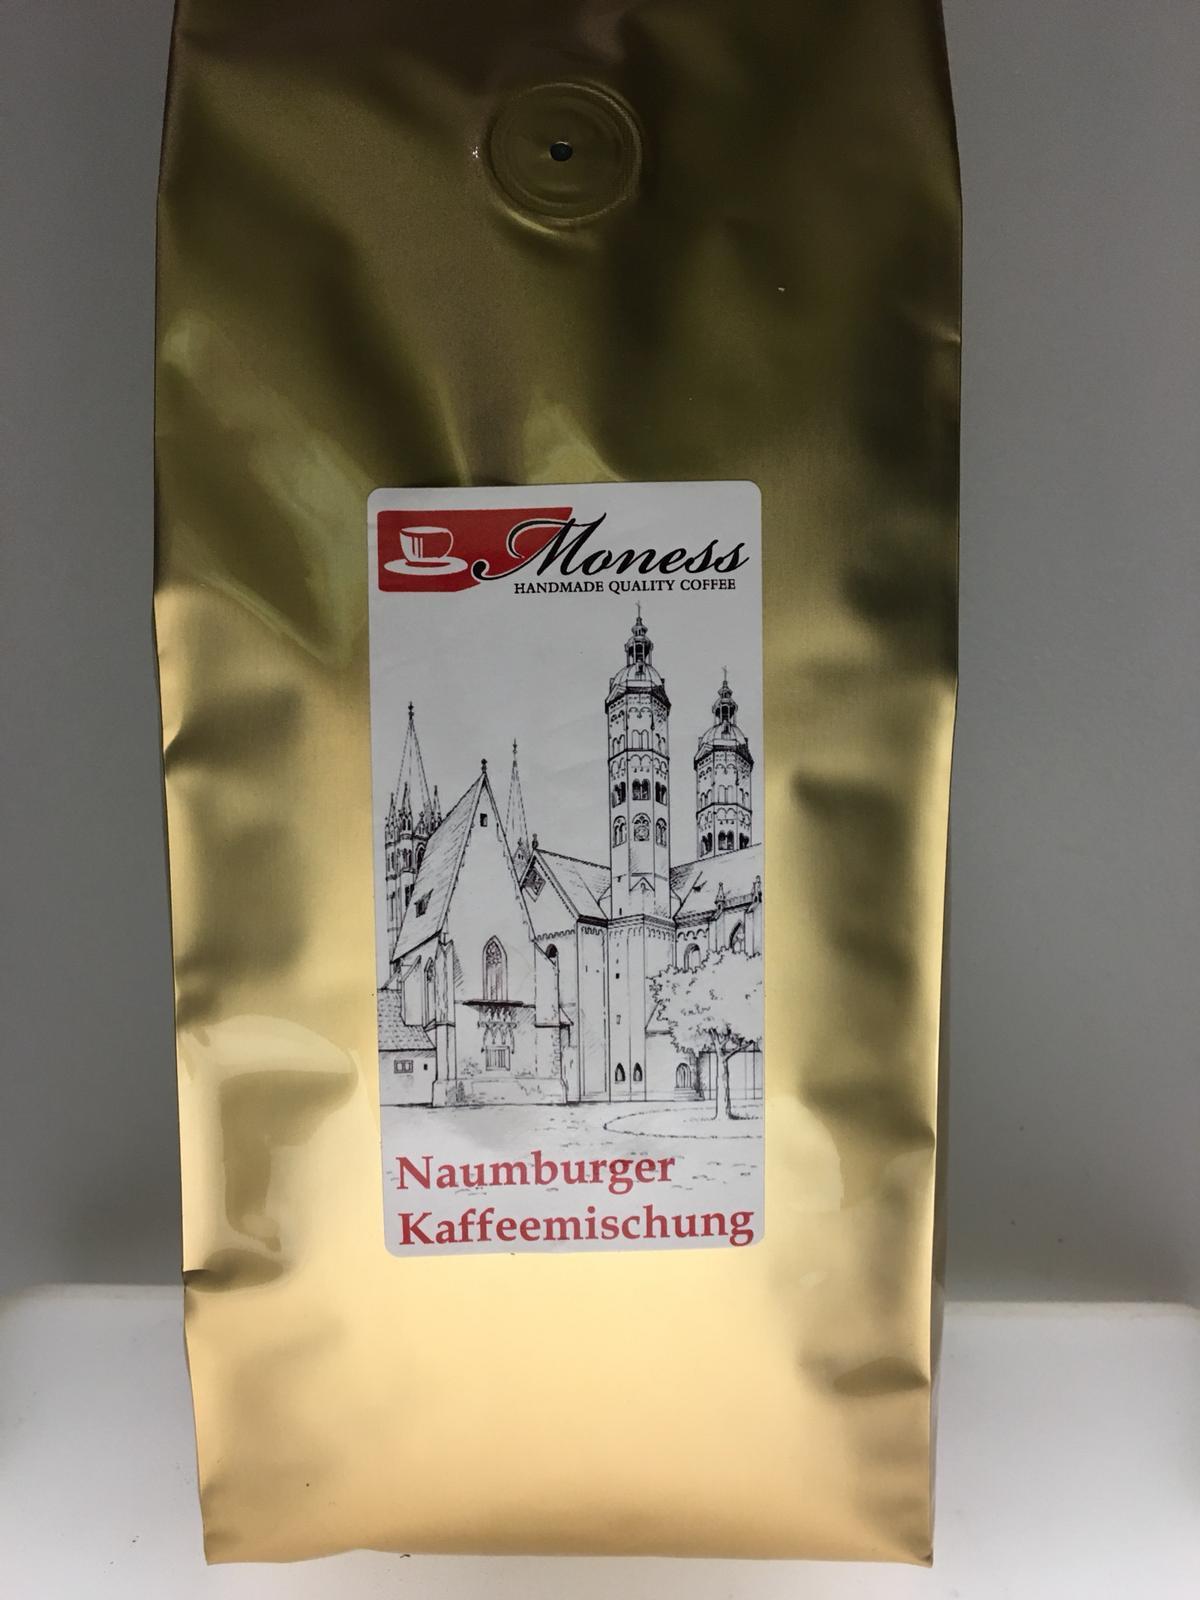 Moness
HANDMADE QUALITY COFFEE
Naumburger
Kaffeemischung